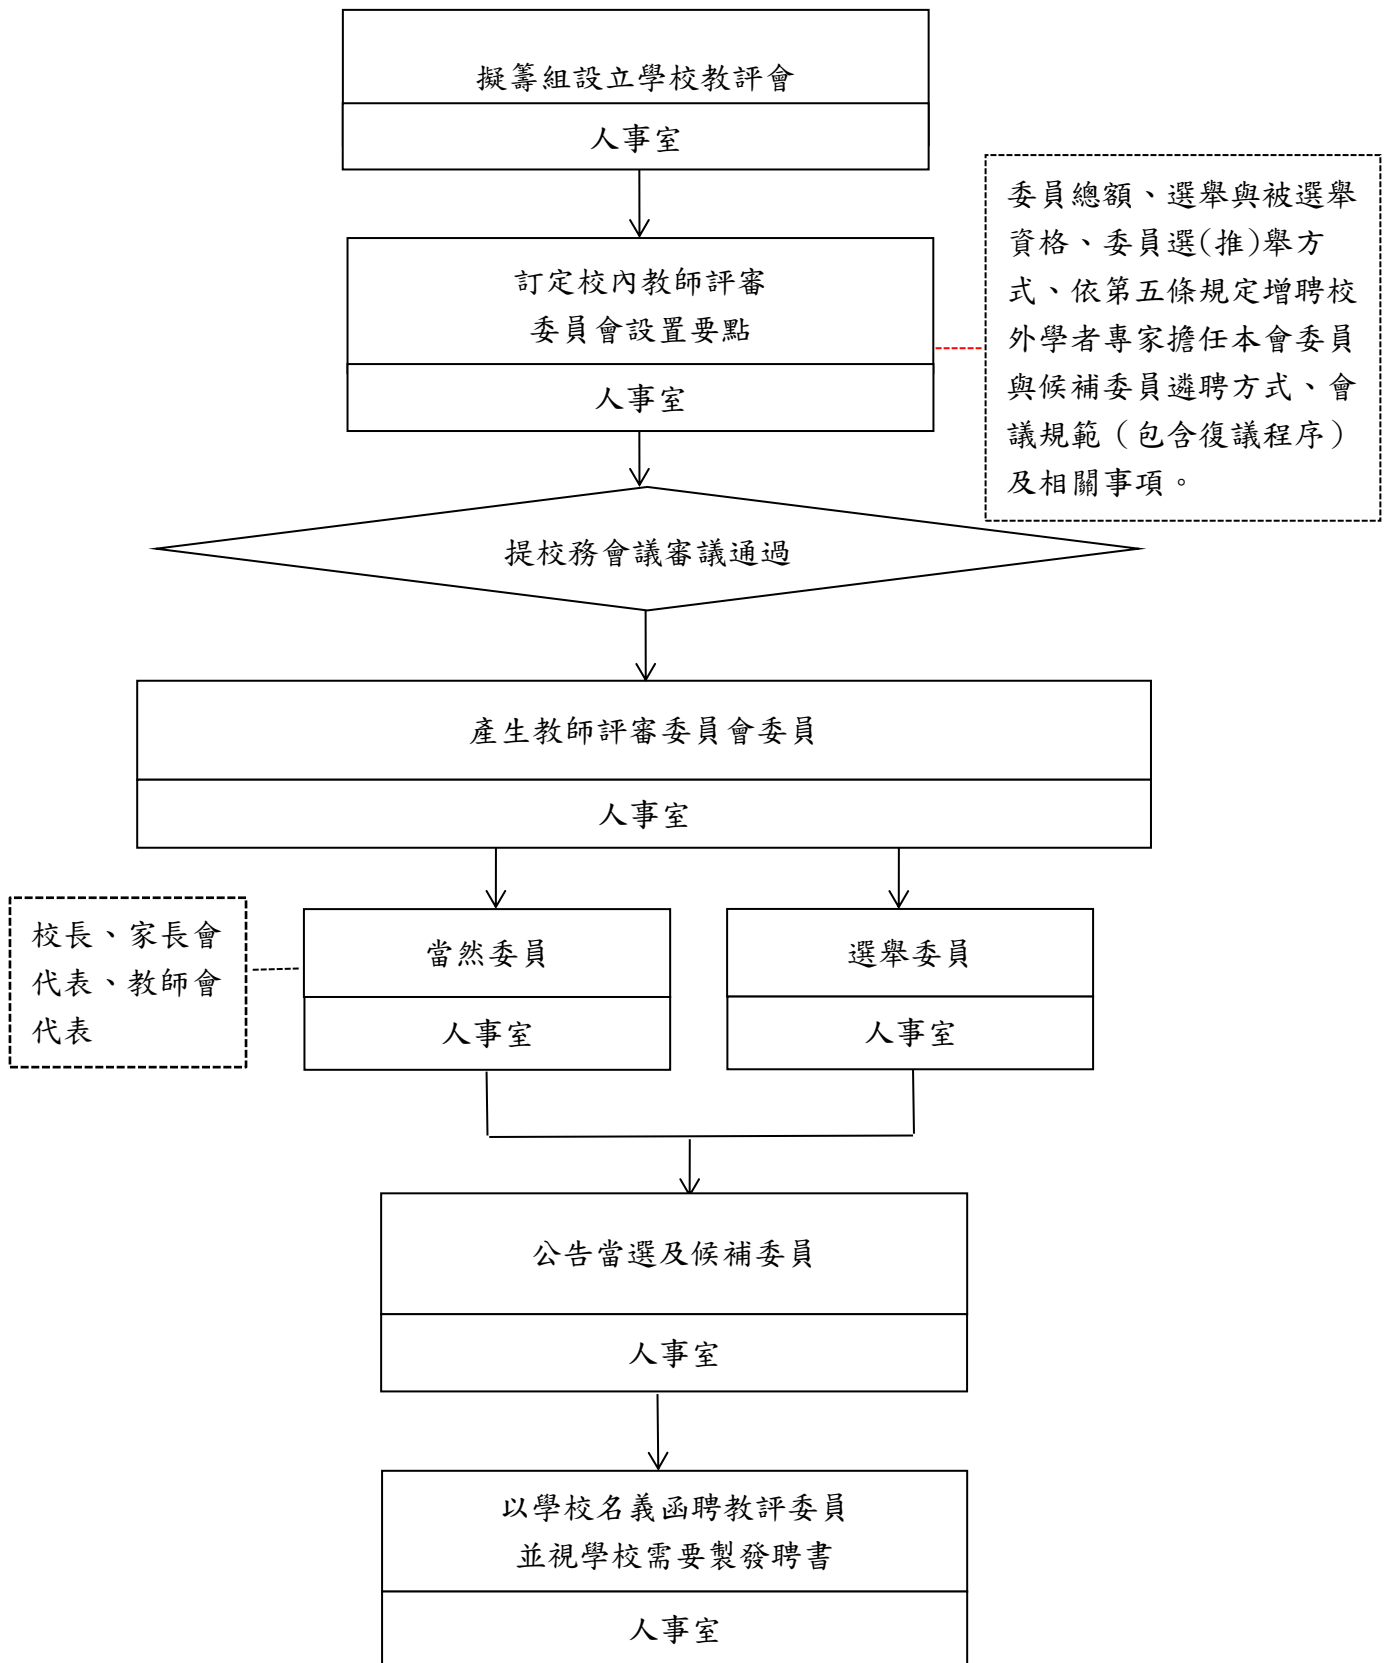 擬籌組設立學校教評會
人事室
訂定校內教師評審
委員會設置要點
人事室
委員總額、選舉與被選舉
資格、委員選(推)舉方
式、依第五條規定增聘校
外學者專家擔任本會委員
與候補委員遴聘方式、會
議規範（包含復議程序）
及相關事項。
提校務會議審議通過
產生教師評審委員會委員
人事室
校長、家長會
代表、教師會
代表
當然委員
人事室
選舉委員
人事室
公告當選及候補委員
人事室
以學校名義函聘教評委員
並視學校需要製發聘書
人事室